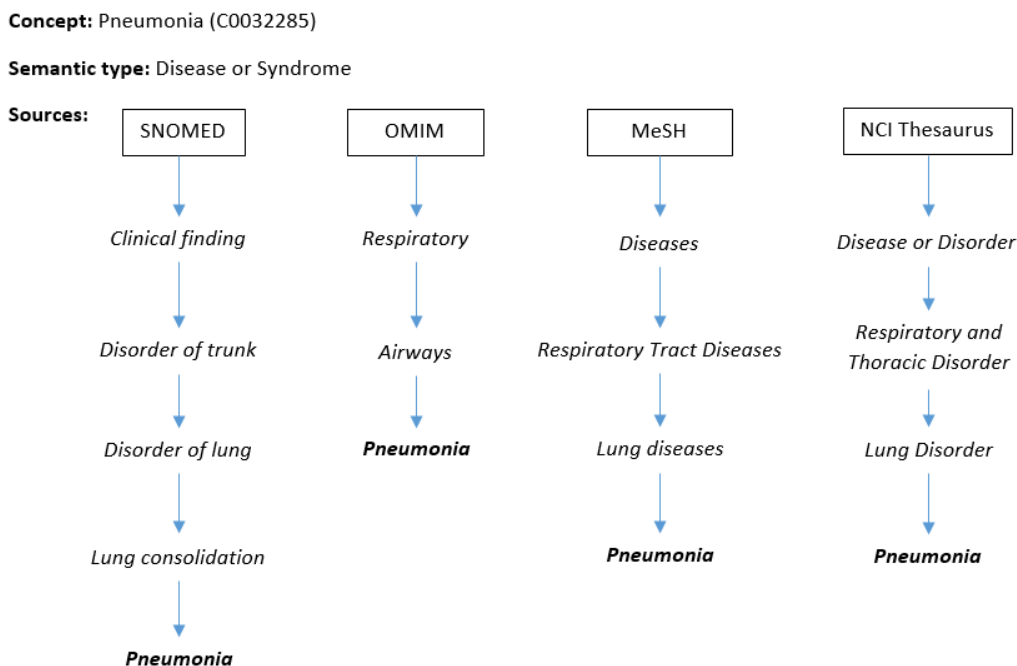 Concept: Pneumonia (C0032285)
Semantic type: Disease or Syndrome
Sources:
SNOMED
Clinical finding
Disorder of trunk
Disorder of lung
Lung consolidation
Pneumonia
OMIM
Respiratory
Airways
Pneumonia
MeSH
Diseases
Respiratory Tract Diseases
Lung diseases
Pneumonia
NCI Thesaurus
Disease or Disorder
Respiratory and
Thoracic Disorder
Lung Disorder
Pneumonia